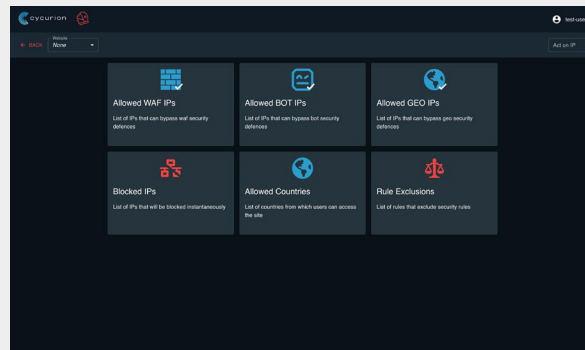 cycurion
test-use
BACK
Website
None
Act on IP
Allowed WAF IPs
List of IPs that can bypass waf security
defences
Allowed BOT IPs
List of IPs that can bypass bot security
defences
Allowed GEO IPs
List of IPs that can bypass geo security
defences
Blocked IPs
List of IPs that will be blocked instantaneously
Allowed Countries
List of countries from which users can access
the site
Rule Exclusions
List of rules that exclude security rules